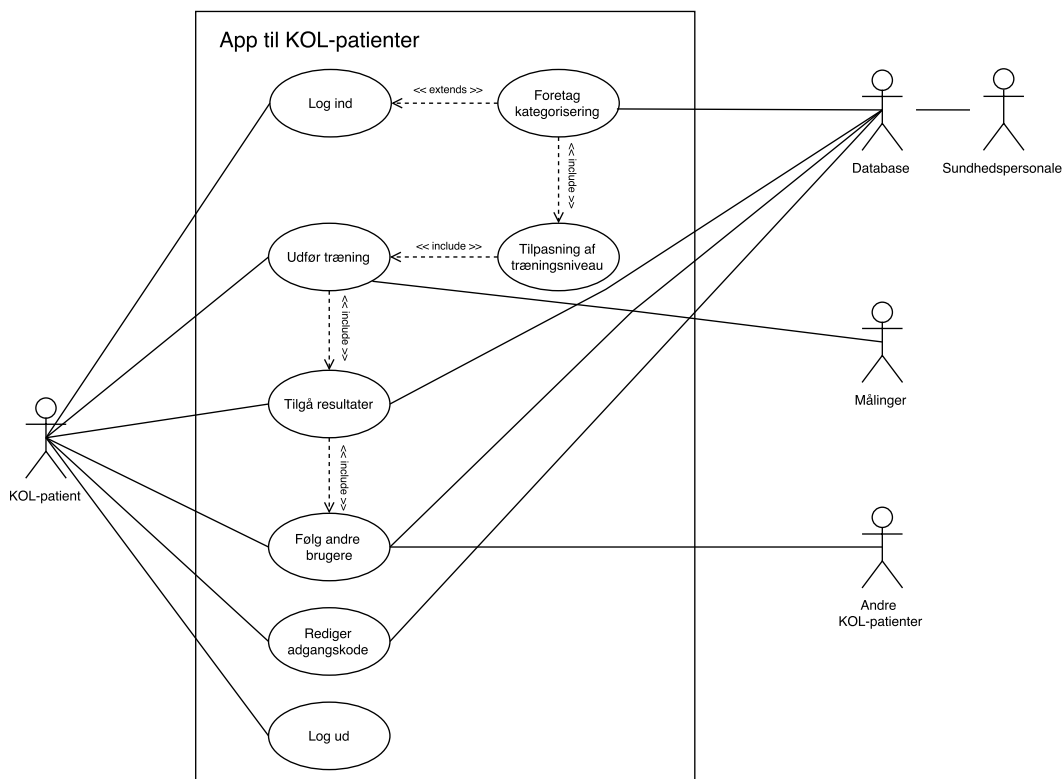 App til KOL-patienter
Log ind
<< extends >>
Foretag
kategisering
Database
Sundhedspersonale
<< include >>
Udfør træning
<< include >>
Tilpasning af
træningsniveau
<< include >>
Målinger
Tilgå resultater
KOL-patient
<< include >>
Følg andre
brugere
Andre
KOL-patienter
Rediger
adgangskode
Log ud